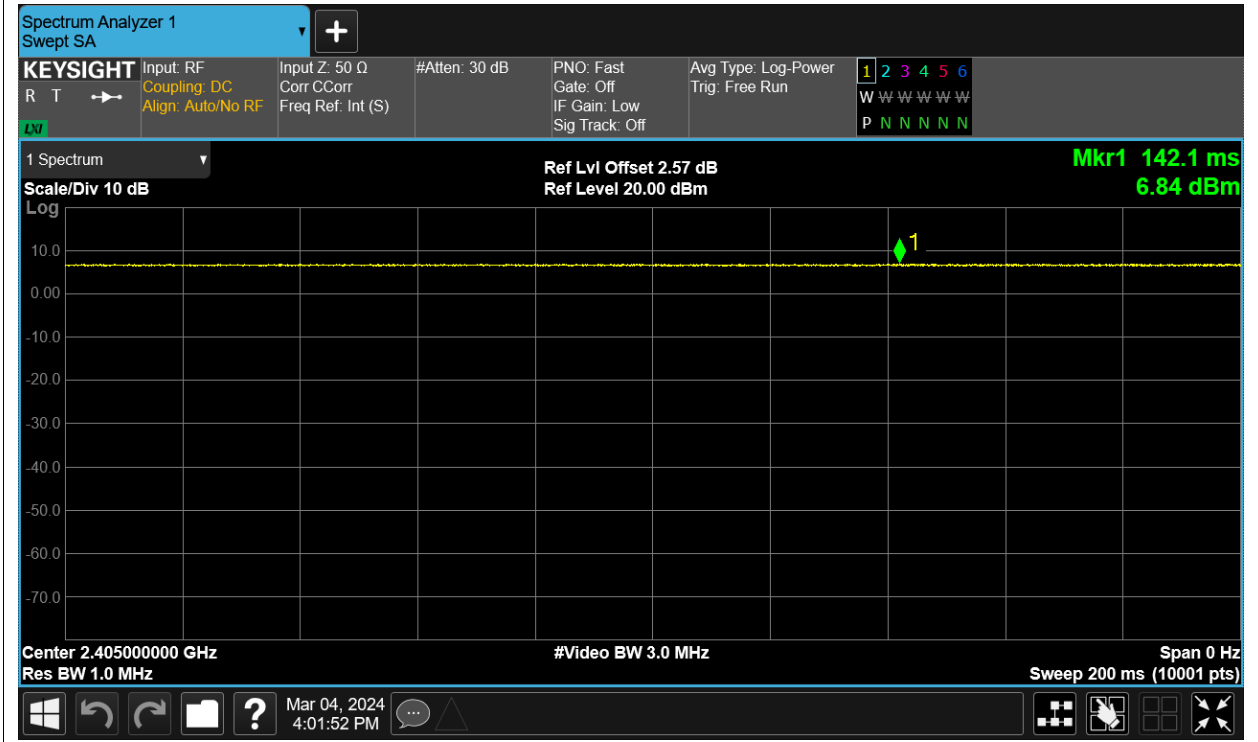 Spectrum Analyzer 1
Swept SA
KEYSIGHT
R T
LXI
Input: RF
Coupling: DC
Align: Auto/No RF
Input Z: 50 Ω
Corr CCorr
Freq Ref: Int (S)
#Atten: 30 dB
PNO: Fast
Gate: Off
IF Gain: Low
Sig Track: Off
Avg Type: Log-Power
Trig: Free Run
1 2 3 4 5 6
W W W W W W
P N N N N N
1 Spectrum
Scale/Div 10 dB
Log
Ref Lvl Offset 2.57 dB
Ref Level 20.00 dBm
Mkr1 142.1 ms
6.84 dBm
1
10.0
0.00
-10.0
-20.0
-30.0
-40.0
-50.0
-60.0
-70.0
Center 2.405000000 GHz
Res BW 1.0 MHz
#Video BW 3.0 MHz
Span 0 Hz
Sweep 200 ms (10001 pts)
?
Mar 04, 2024
4:01:52 PM